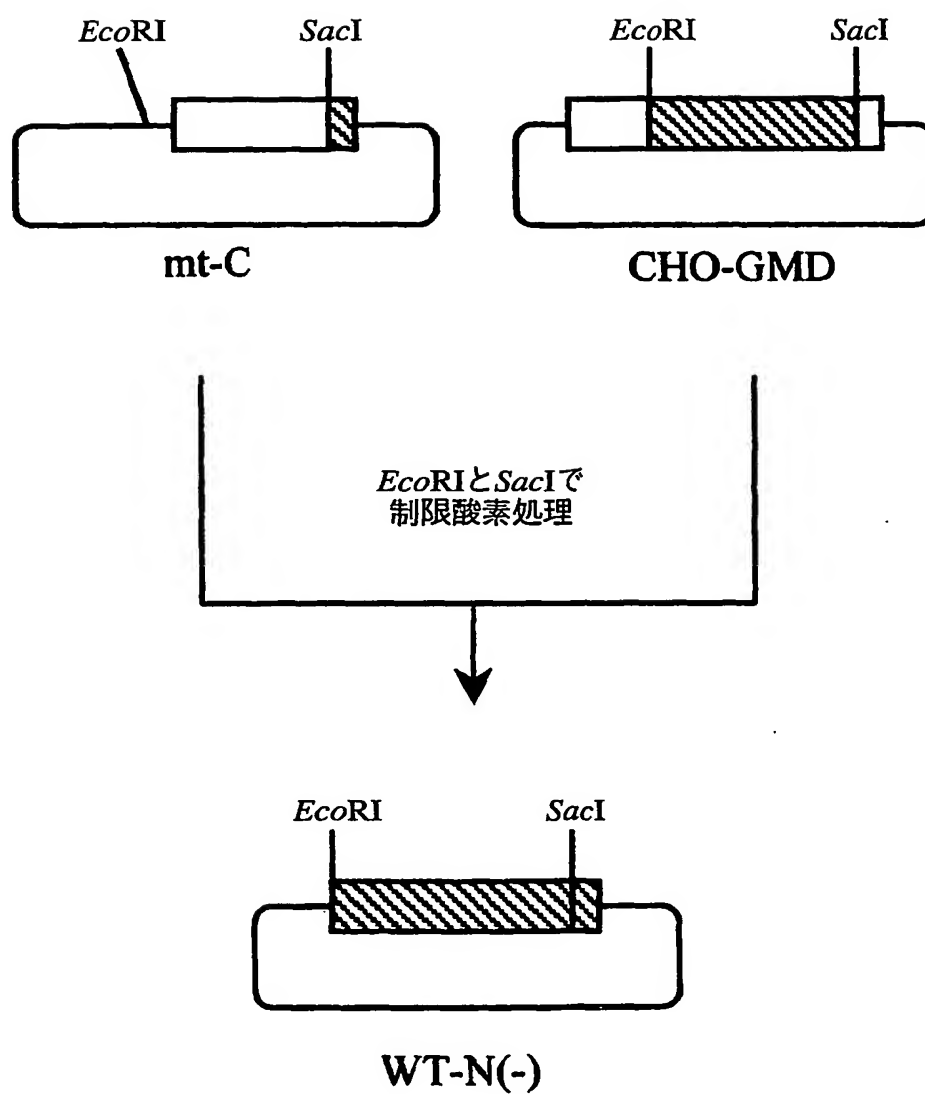 EcoRI SacI EcoRI SacI
mt-C CHO-GMD
EcoRIとSacIで
制限酸素処理
EcoRI SacI
WT-N(-)